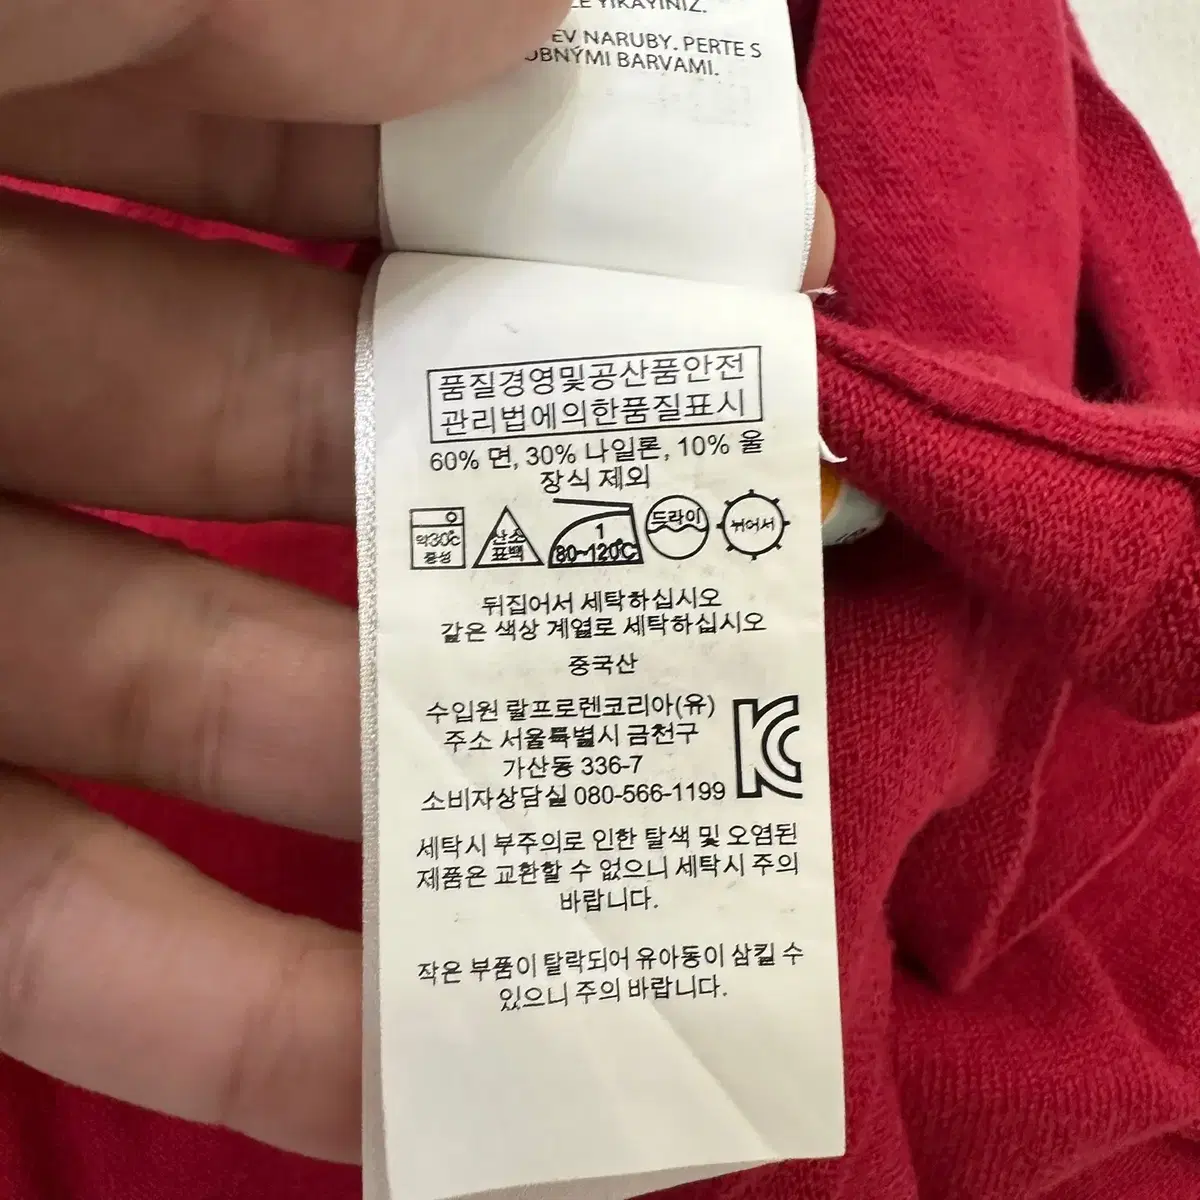 YIKAYINIZ.
NARUBY. PERTE S
BARVAMI.
품질경영및공산품안전
관리법에의한품질표시
60% 면, 30% 나일론, 10% 울
장식 제외
약30℃
중성
산소
표백
1
80~120℃
드라이
뉘어서
뒤집어서 세탁하십시오
같은 색상 계열로 세탁하십시오
중국산
수입원 랄프로렌코리아(유)
주소 서울특별시 금천구
가산동 336-7
소비자상담실 080-566-1199
KC
세탁시 부주의로 인한 탈색 및 오염된
제품은 교환할 수 없으니 세탁시 주의
바랍니다.
작은 부품이 탈락되어 유아동이 삼킬 수
있으니 주의 바랍니다.